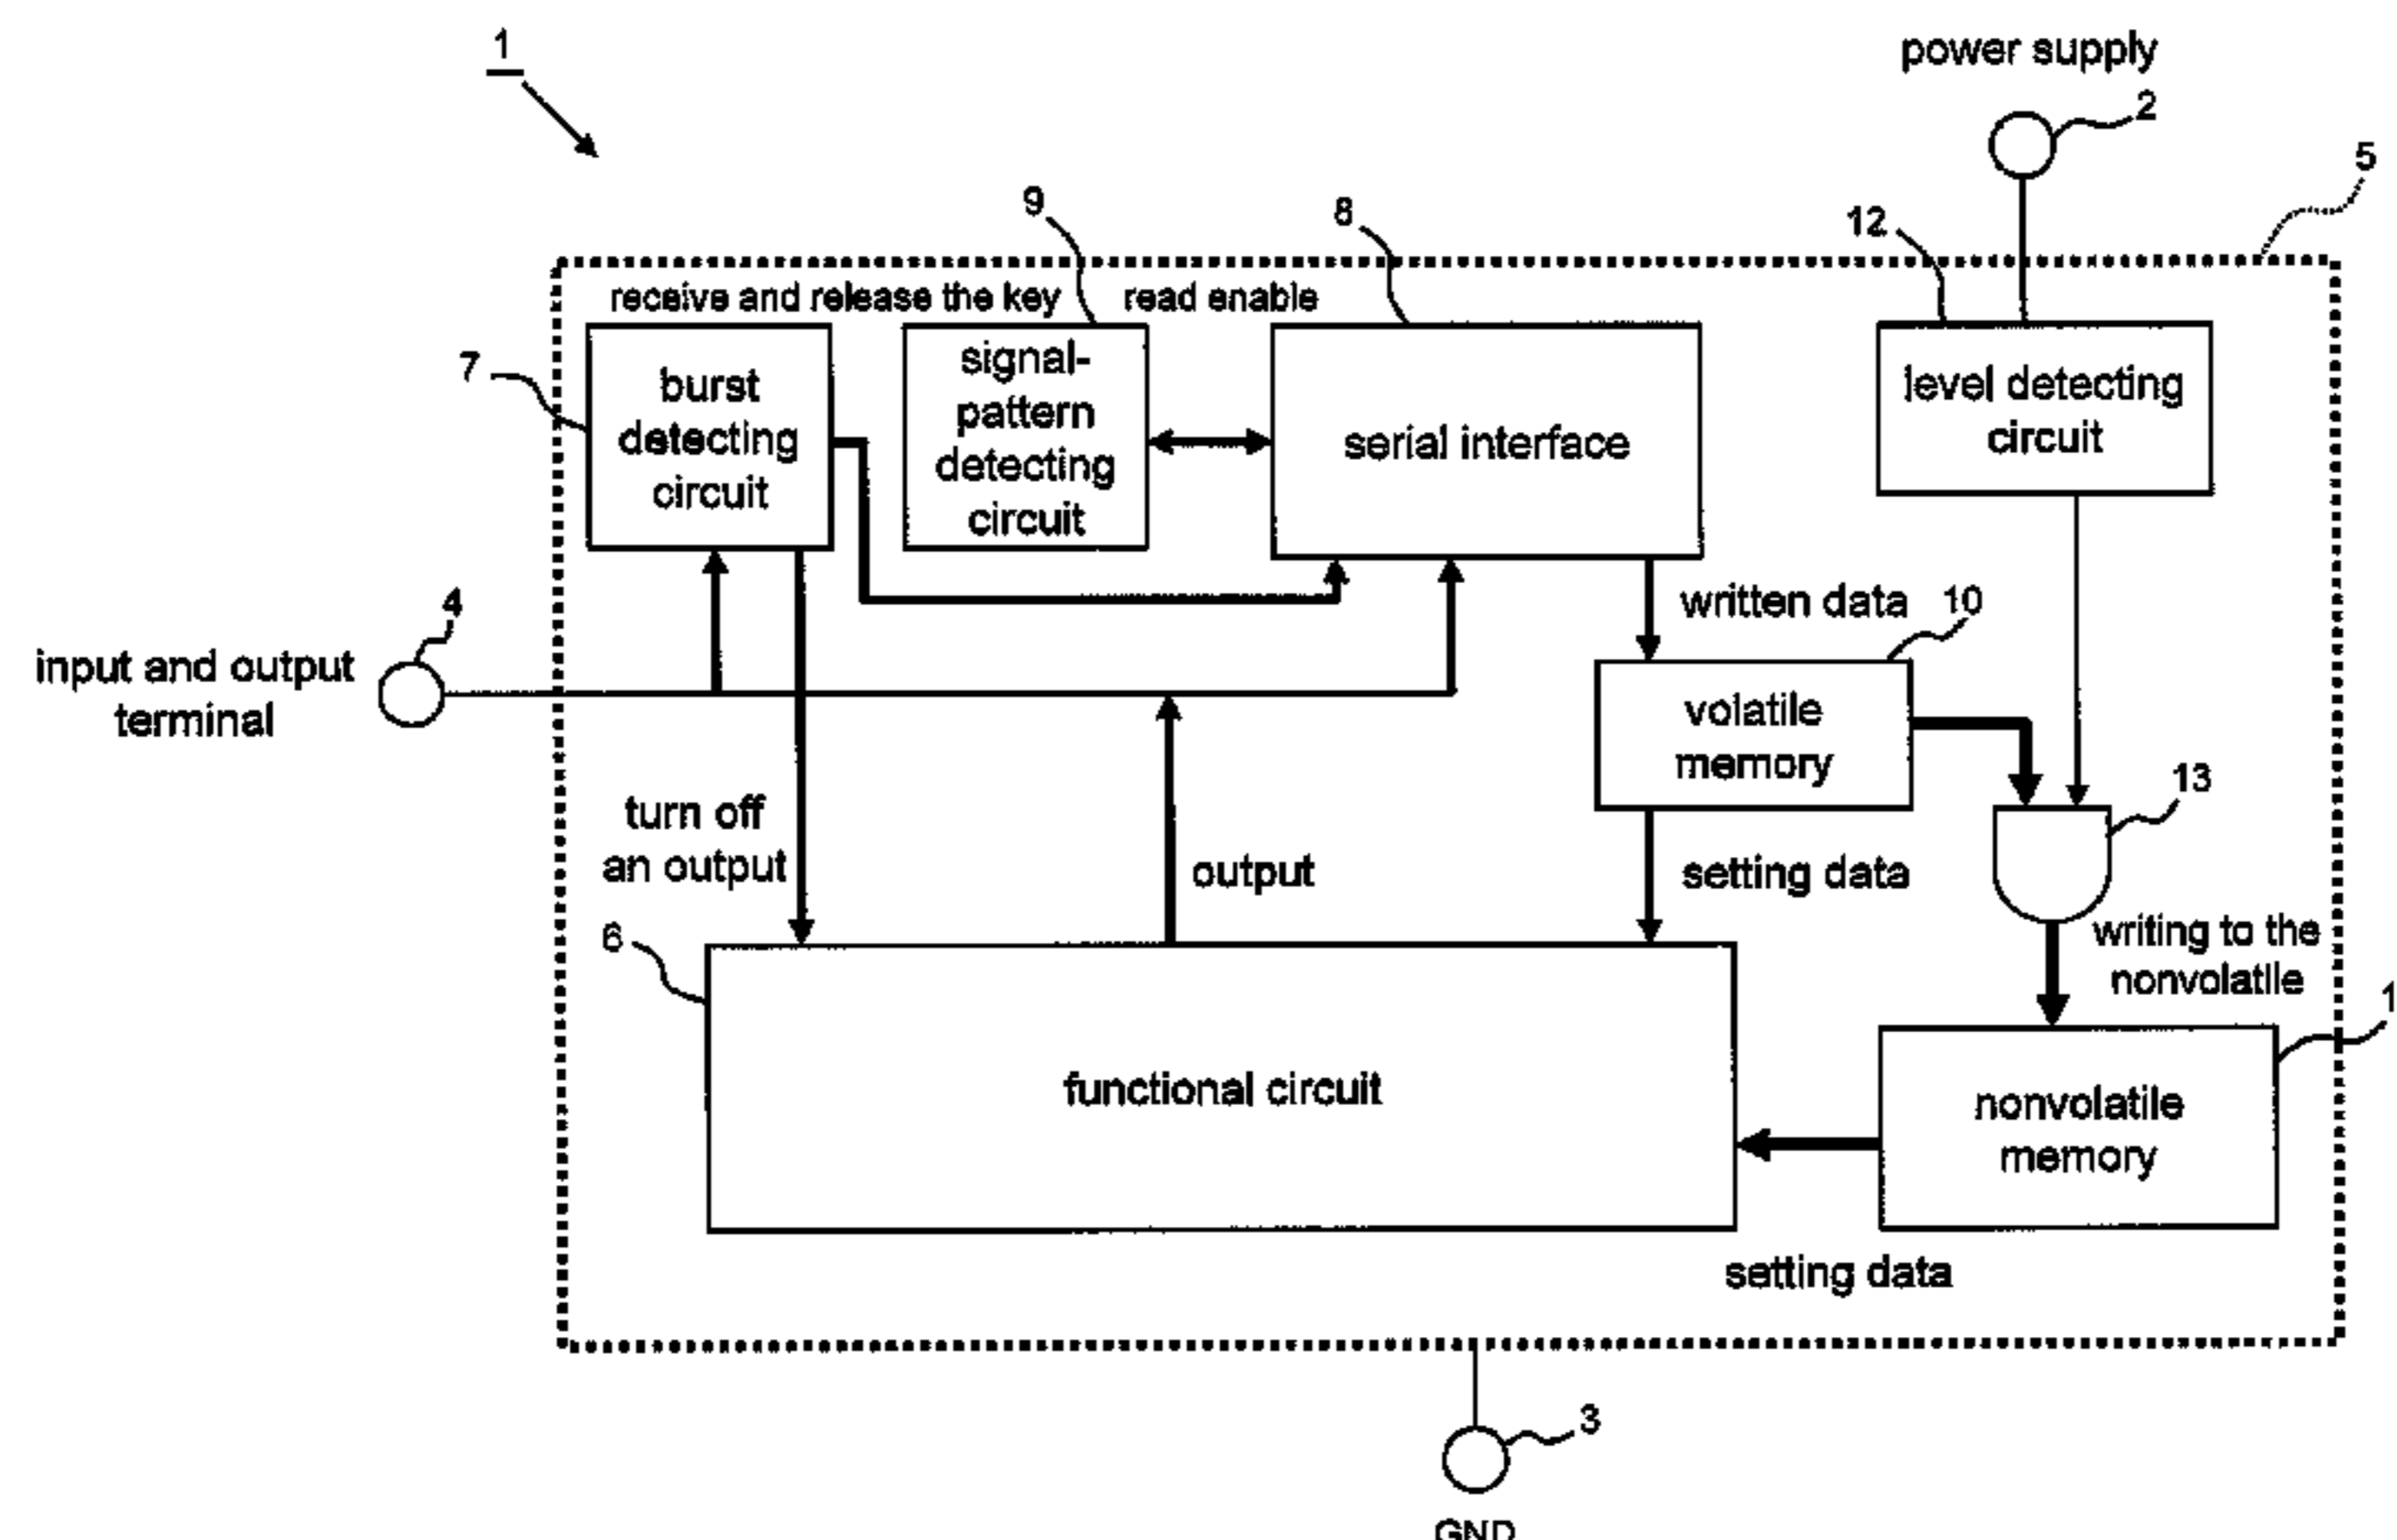 1
power supply
2
5
9
8
12
receive and release the key
read enable
7
burst
detecting
circuit
signal-
pattern
detecting
circuit
serial interface
level detecting
circuit
4
input and output
terminal
written data
10
volatile
memory
13
turn off
an output
output
setting data
6
writing to the
nonvolatile
1
functional circuit
nonvolatile
memory
setting data
3
GND